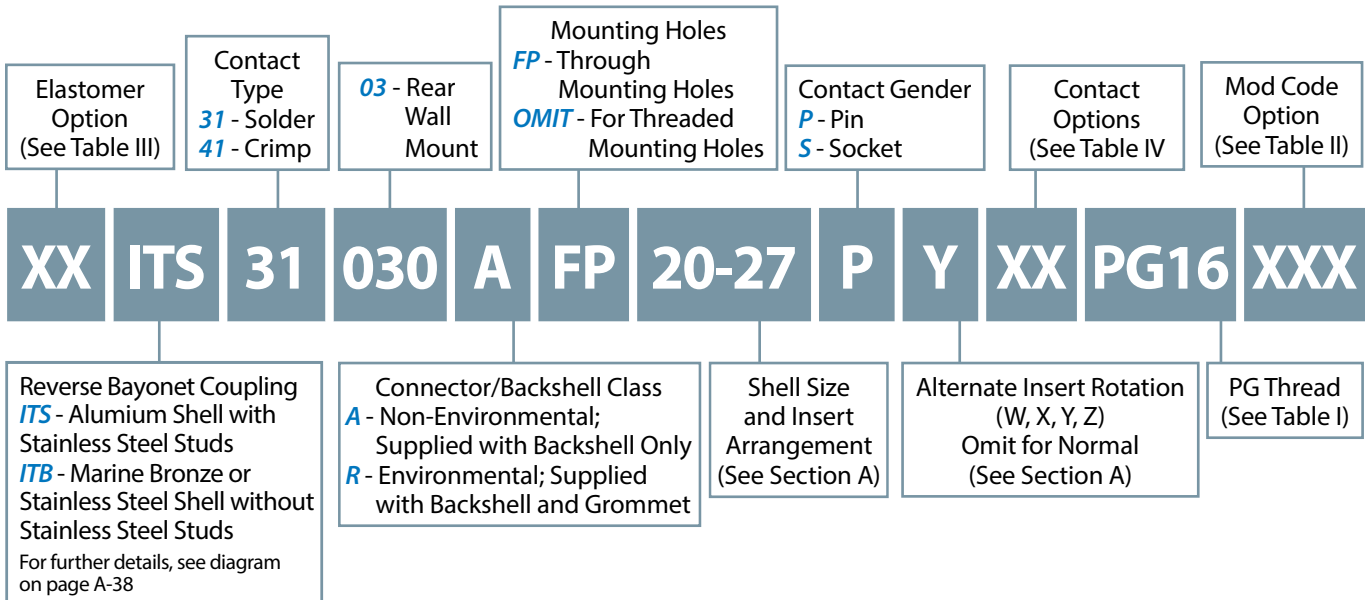 Elastomer
Option
(See Table III)
Contact
Type
31 - Solder
41 - Crimp
03 - Rear
Wall
Mount
Mounting Holes
FP - Through
Mounting Holes
OMIT - For Threaded
Mounting Holes
Contact Gender
P - Pin
S - Socket
Contact
Options
(See Table IV
Mod Code
Option
(See Table II)
XX ITS 31 030 A FP 20-27 P Y XX PG16 XXX
Reverse Bayonet Coupling
ITS - Alumium Shell with
Stainless Steel Studs
ITB - Marine Bronze or
Stainless Steel Shell without
Stainless Steel Studs
For further details, see diagram
on page A-38
Connector/Backshell Class
A - Non-Environmental;
Supplied with Backshell Only
R - Environmental; Supplied
with Backshell and Grommet
Shell Size
and Insert
Arrangement
(See Section A)
Alternate Insert Rotation
(W, X, Y, Z)
Omit for Normal
(See Section A)
PG Thread
(See Table I)